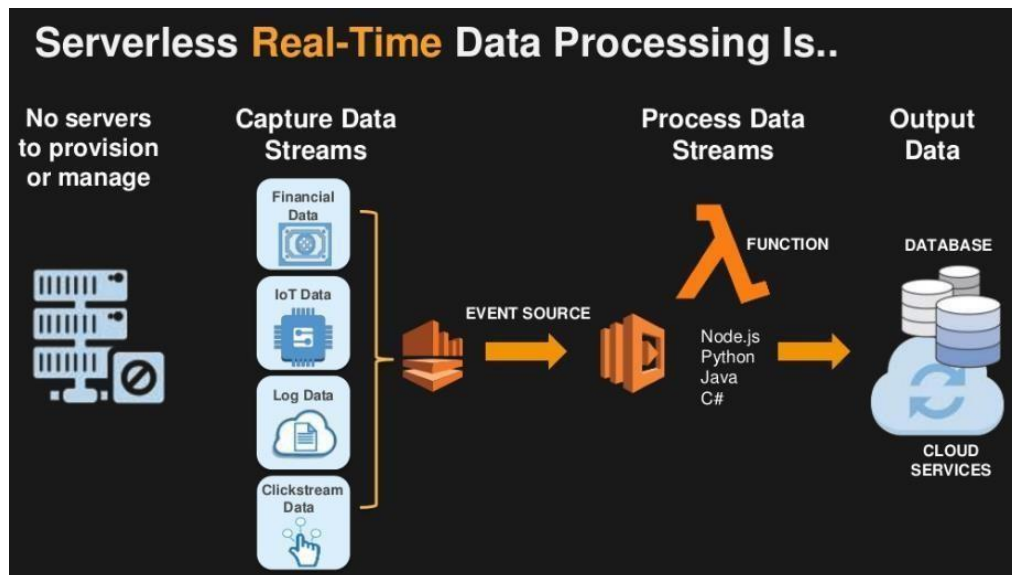 Serverless Real-Time Data Processing Is..
No servers
to provision
or manage
Capture Data
Streams
Financial
Data
IoT Data
Log Data
Clickstream
Data
EVENT SOURCE
Process Data
Streams
λ
FUNCTION
Node.js
Python
Java
C#
Output
Data
DATABASE
CLOUD
SERVICES